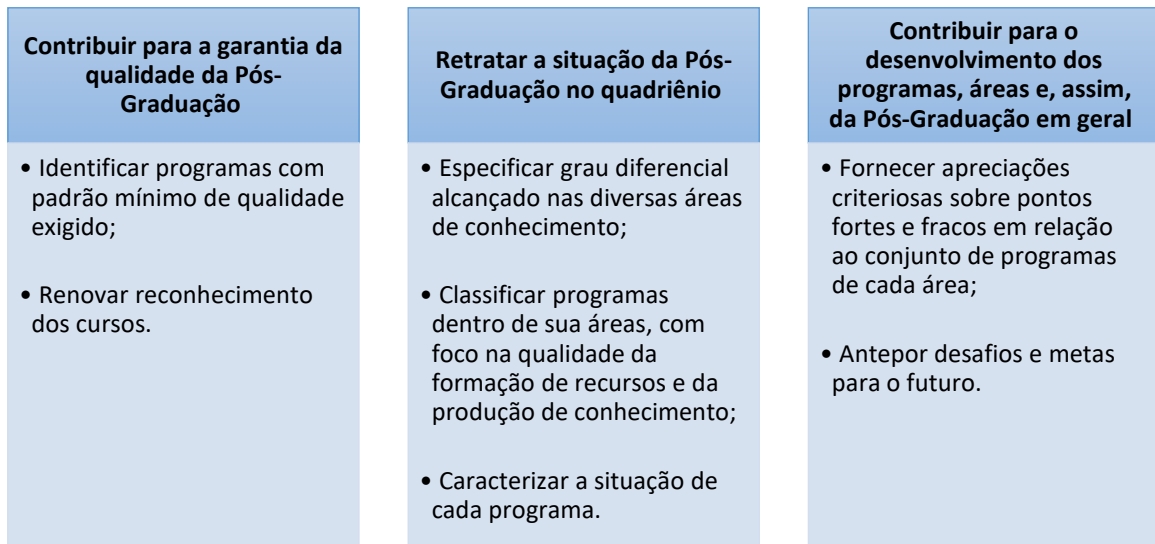 Contribuir para a garantia da
qualidade da Pós-
Graduação
• Identificar programas com
padrão mínimo de qualidade
exigido;
• Renovar reconhecimento
dos cursos.
Retratar a situação da Pós-
Graduação no quadriênio
• Especificar grau diferencial
alcançado nas diversas áreas
de conhecimento;
• Classificar programas
dentro de sua áreas, com
foco na qualidade da
formação de recursos e da
produção de conhecimento;
• Caracterizar a situação de
cada programa.
Contribuir para o
desenvolvimento dos
programas, áreas e, assim,
da Pós-Graduação em geral
• Fornecer apreciações
criteriosas sobre pontos
fortes e fracos em relação
ao conjunto de programas
de cada área;
• Antepor desafios e metas
para o futuro.